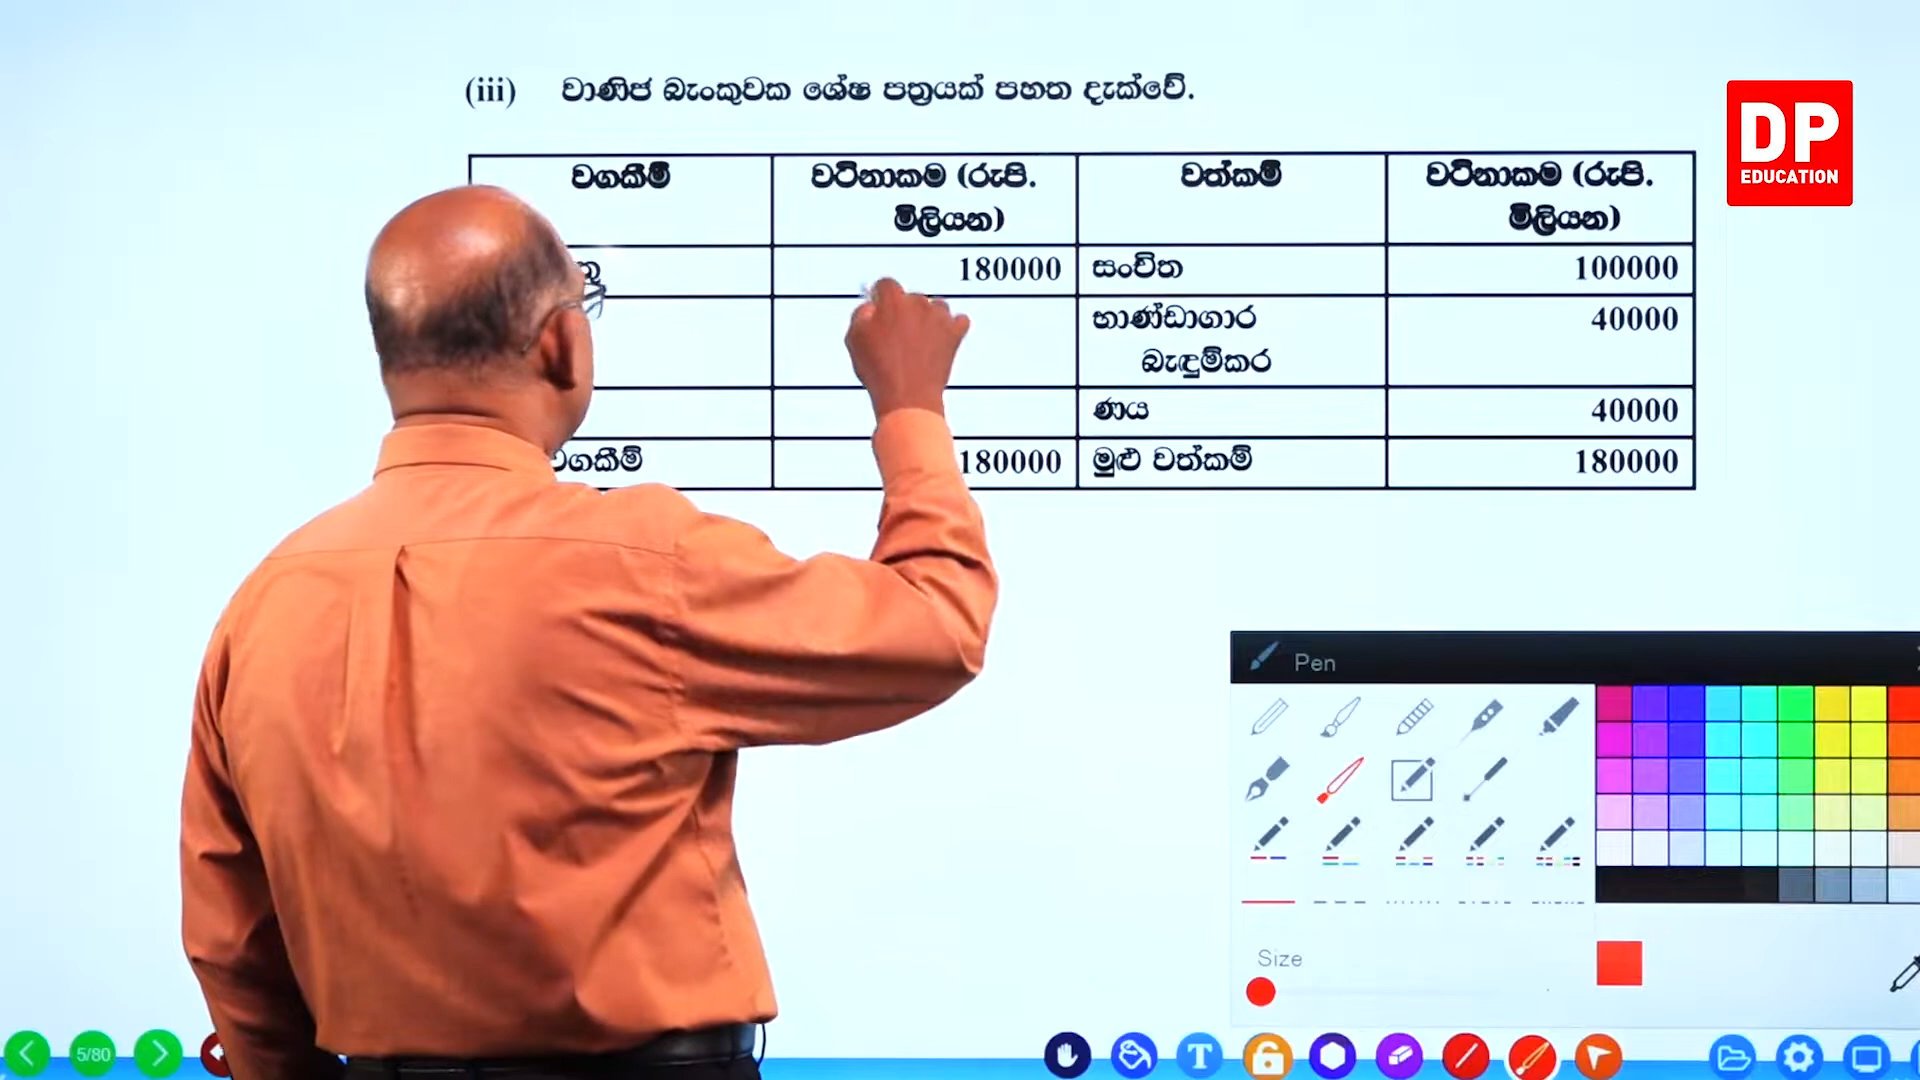 (iii) වාණිජ බැංකුවක ශේෂ පත්‍රයක් පහත දැක්වේ.
DP
EDUCATION
වගකීම් වටිනාකම (රුපි. මිලියන) වත්කම් වටිනාකම (රුපි. මිලියන)
180000 සංචිත 100000
භාණ්ඩාගාර බැඳුම්කර 40000
ණය 40000
වගකීම් 180000 මුළු වත්කම් 180000
Pen
Size
5/80
T